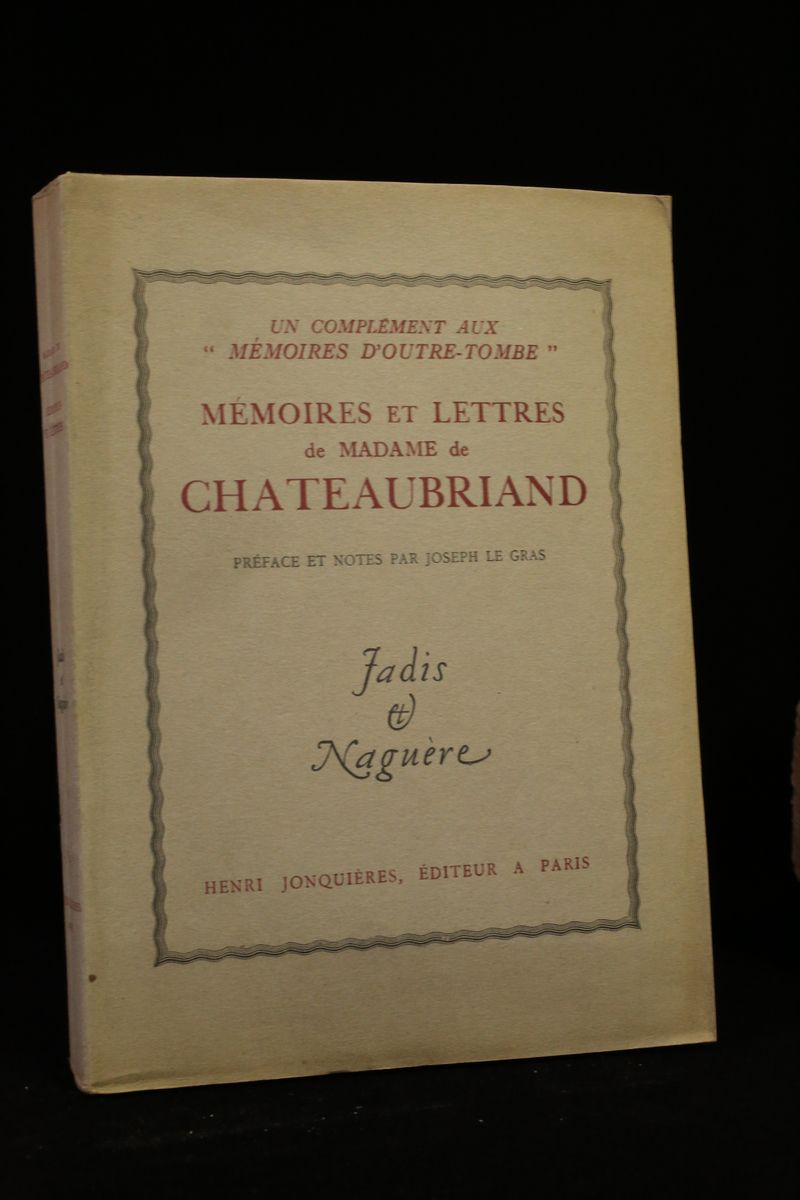 UN COMPLÉMENT AUX
“ MÉMOIRES D'OUTRE-TOMBE ”
MÉMOIRES ET LETTRES
de MADAME de
CHATEAUBRIAND
PRÉFACE ET NOTES PAR JOSEPH LE GRAS
Jadis
et
Naguère
HENRI JONQUIÈRES, ÉDITEUR A PARIS